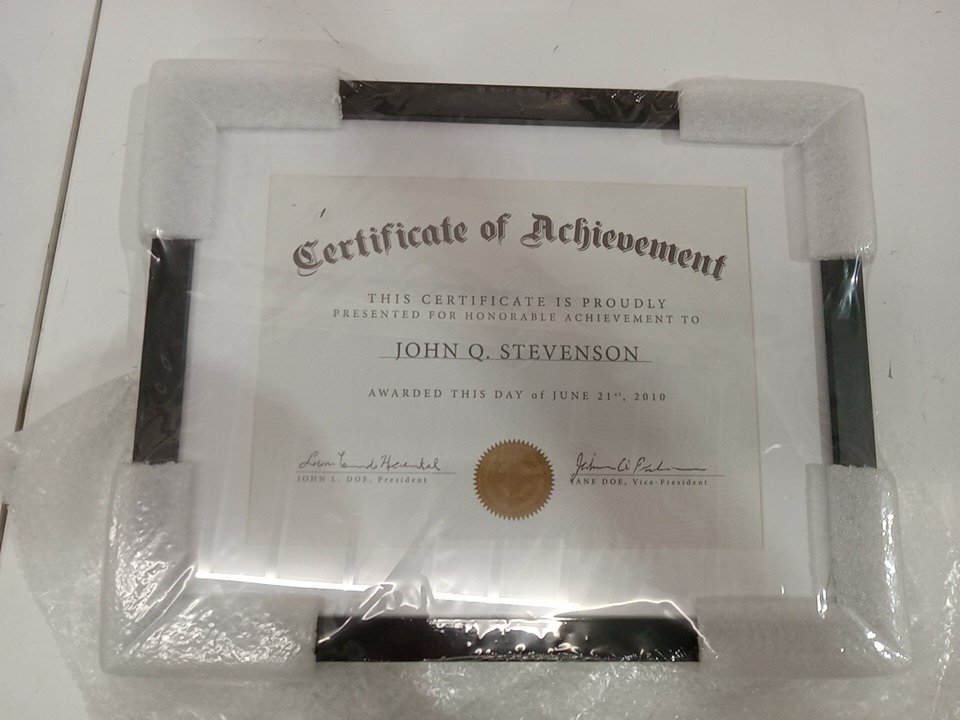 Certificate of Achievement
THIS CERTIFICATE IS PROUDLY
PRESENTED FOR HONORABLE ACHIEVEMENT TO
JOHN Q. STEVENSON
AWARDED THIS DAY of JUNE 21st, 2010
JOHN L. DOE, President
JANE DOE, Vice-President